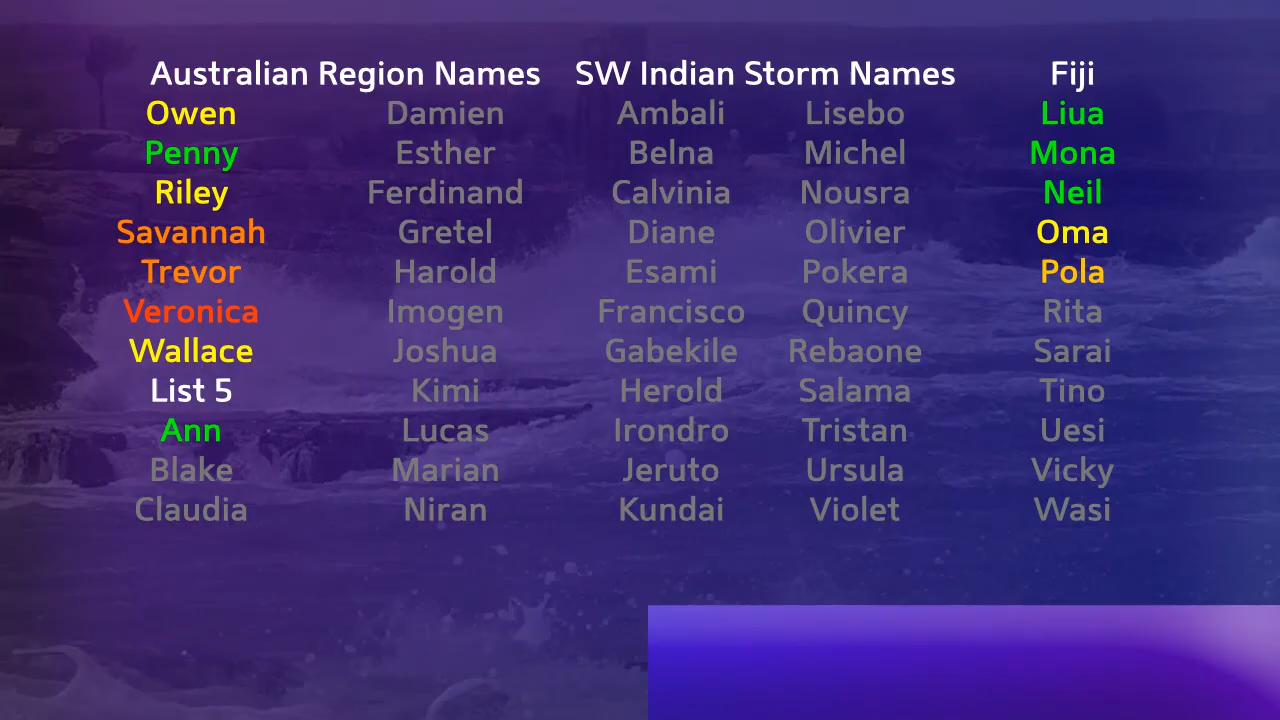 Australian Region Names SW Indian Storm Names Fiji
Owen Damien Ambali Lisebo Liua
Penny Esther Belna Michel Mona
Riley Ferdinand Calvinia Nousra Neil
Savannah Gretel Diane Olivier Oma
Trevor Harold Esami Pokera Pola
Veronica Imogen Francisco Quincy Rita
Wallace Joshua Gabekile Rebaone Sarai
List 5 Kimi Herold Salama Tino
Ann Lucas Irondro Tristan Uesi
Blake Marian Jeruto Ursula Vicky
Claudia Niran Kundai Violet Wasi